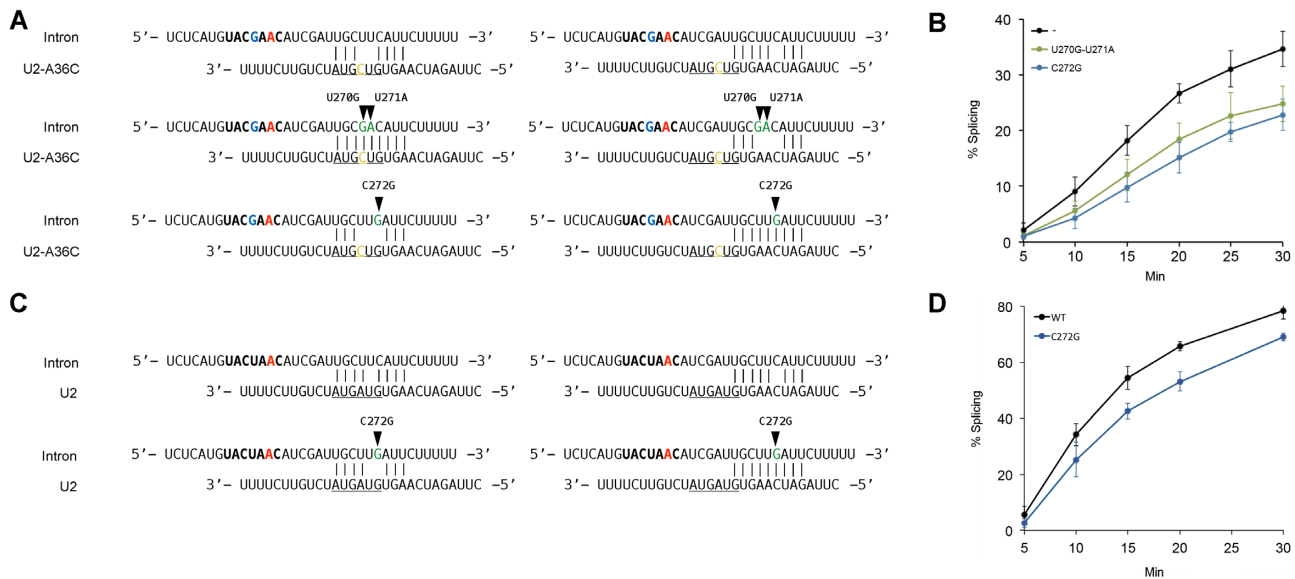 A
Intron
5’– UCUCAUGUACGAACAUCGAUUGCUUCAUUCUUUUU –3’
U2-A36C
3’– UUUUCUUGUCUAUGCUGUGAACUAGAUUC –5’
5’– UCUCAUGUACGAACAUCGAUUGCUUCAUUCUUUUU –3’
3’– UUUUCUUGUCUAUGCUGUGAACUAGAUUC –5’
U270G U271A
Intron
5’– UCUCAUGUACGAACAUCGAUUGCGACAUUCUUUUU –3’
U2-A36C
3’– UUUUCUUGUCUAUGCUGUGAACUAGAUUC –5’
U270G U271A
5’– UCUCAUGUACGAACAUCGAUUGCGACAUUCUUUUU –3’
3’– UUUUCUUGUCUAUGCUGUGAACUAGAUUC –5’
C272G
Intron
5’– UCUCAUGUACGAACAUCGAUUGCUUGAUUCUUUUU –3’
U2-A36C
3’– UUUUCUUGUCUAUGCUGUGAACUAGAUUC –5’
C272G
5’– UCUCAUGUACGAACAUCGAUUGCUUGAUUCUUUUU –3’
3’– UUUUCUUGUCUAUGCUGUGAACUAGAUUC –5’
B
% Splicing
40
30
20
10
0
-
U270G-U271A
C272G
5 10 15 20 25 30
Min
C
Intron
5’– UCUCAUGUACUAACAUCGAUUGCUUCAUUCUUUUU –3’
U2
3’– UUUUCUUGUCUAUGAUGUGAACUAGAUUC –5’
5’– UCUCAUGUACUAACAUCGAUUGCUUCAUUCUUUUU –3’
3’– UUUUCUUGUCUAUGAUGUGAACUAGAUUC –5’
C272G
Intron
5’– UCUCAUGUACUAACAUCGAUUGCUUGAUUCUUUUU –3’
U2
3’– UUUUCUUGUCUAUGAUGUGAACUAGAUUC –5’
C272G
5’– UCUCAUGUACUAACAUCGAUUGCUUGAUUCUUUUU –3’
3’– UUUUCUUGUCUAUGAUGUGAACUAGAUUC –5’
D
% Splicing
80
60
40
20
0
WT
C272G
5 10 15 20 25 30
Min